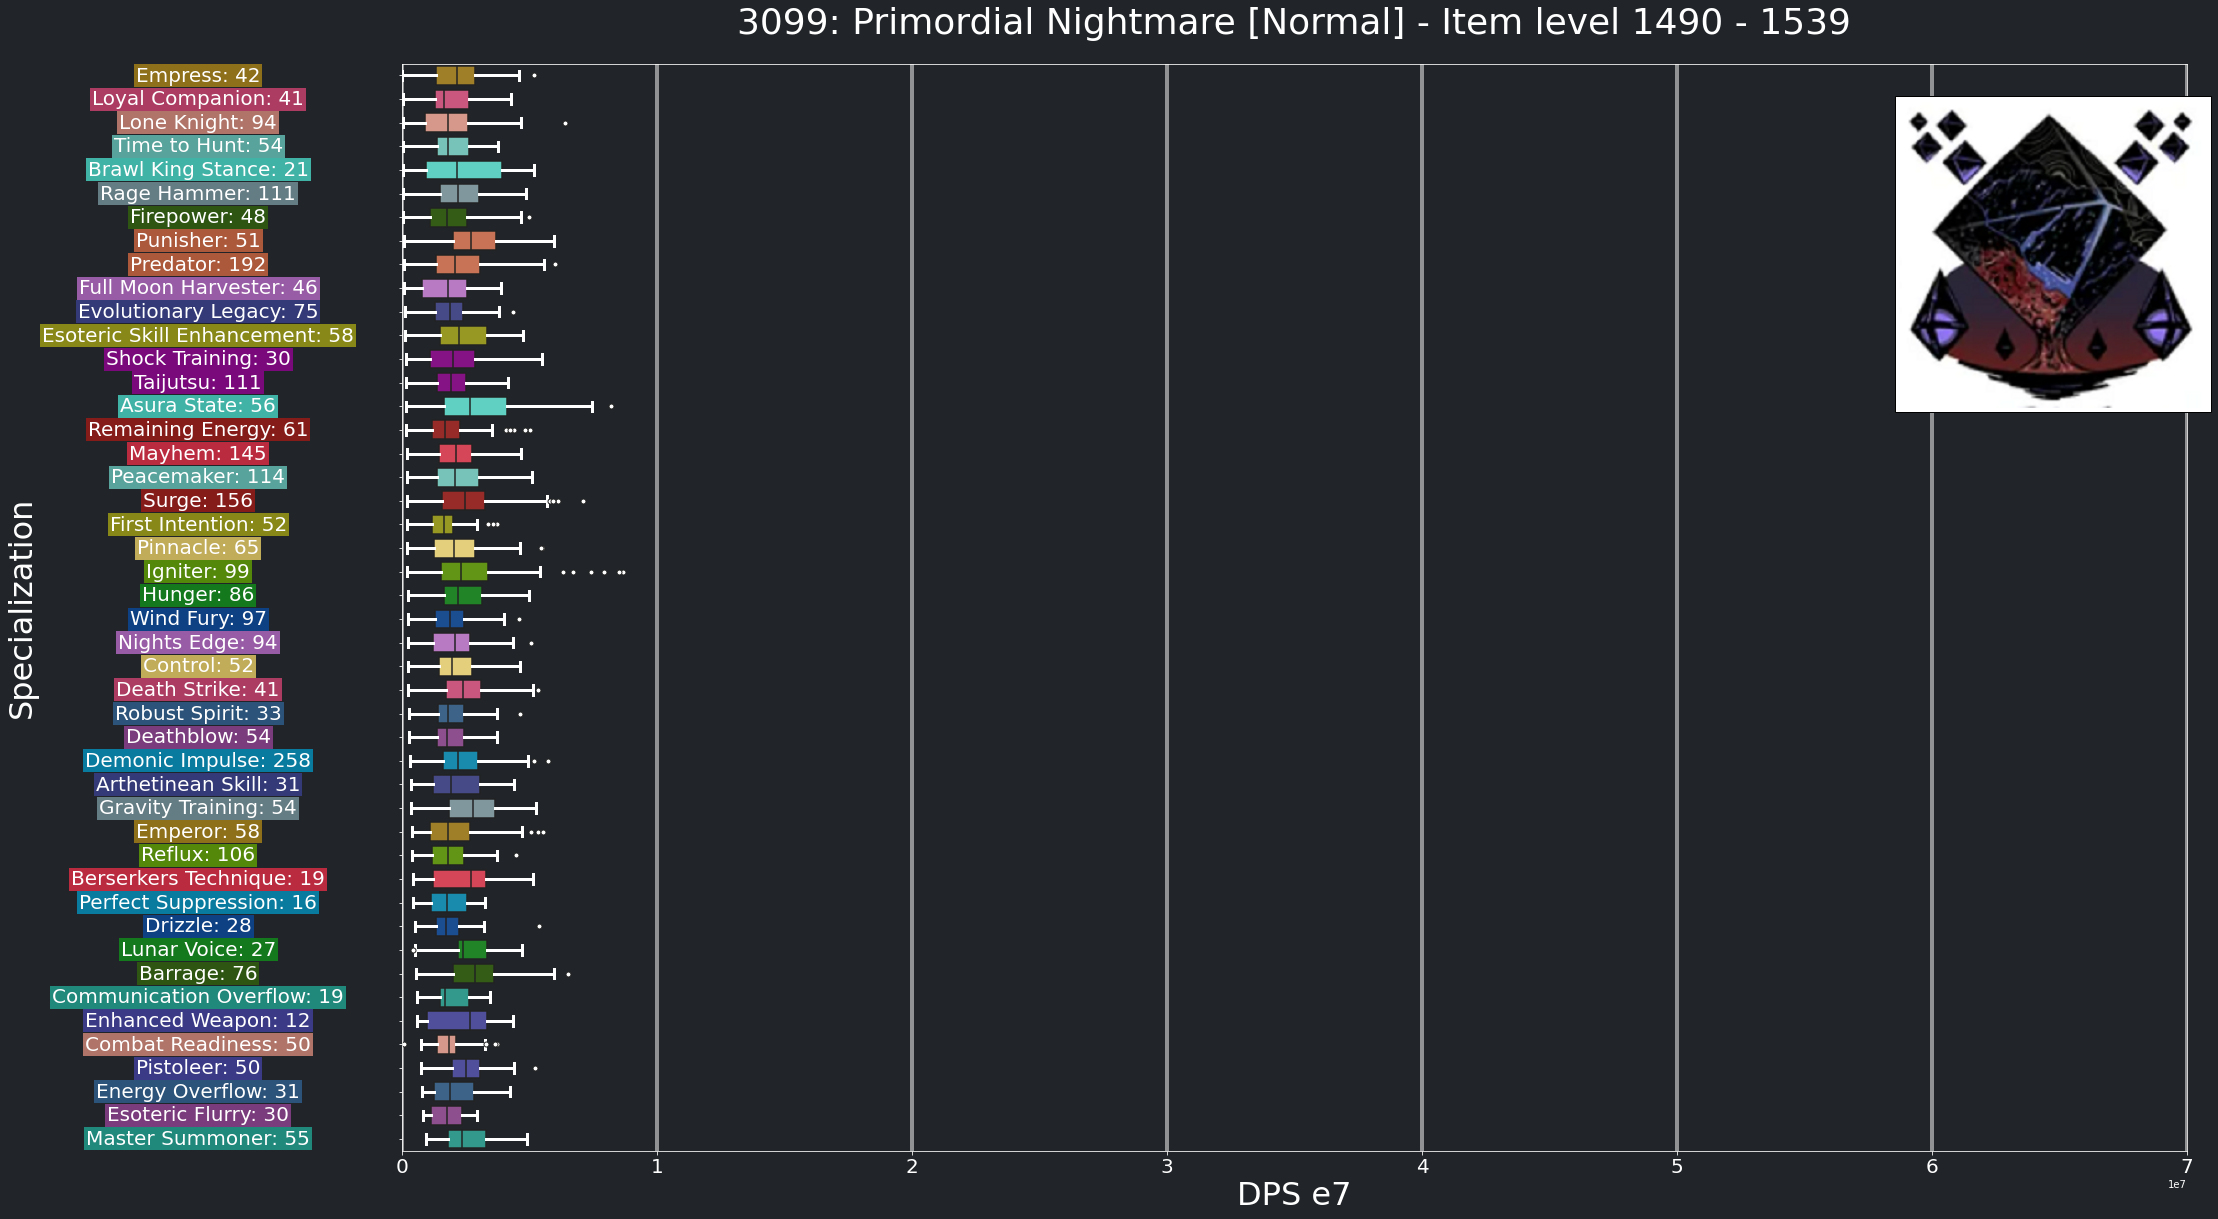 3099: Primordial Nightmare [Normal] - Item level 1490 - 1539
Specialization
Empress: 42
Loyal Companion: 41
Lone Knight: 94
Time to Hunt: 54
Brawl King Stance: 21
Rage Hammer: 111
Firepower: 48
Punisher: 51
Predator: 192
Full Moon Harvester: 46
Evolutionary Legacy: 75
Esoteric Skill Enhancement: 58
Shock Training: 30
Taijutsu: 111
Asura State: 56
Remaining Energy: 61
Mayhem: 145
Peacemaker: 114
Surge: 156
First Intention: 52
Pinnacle: 65
Igniter: 99
Hunger: 86
Wind Fury: 97
Nights Edge: 94
Control: 52
Death Strike: 41
Robust Spirit: 33
Deathblow: 54
Demonic Impulse: 258
Arthetinean Skill: 31
Gravity Training: 54
Emperor: 58
Reflux: 106
Berserkers Technique: 19
Perfect Suppression: 16
Drizzle: 28
Lunar Voice: 27
Barrage: 76
Communication Overflow: 19
Enhanced Weapon: 12
Combat Readiness: 50
Pistoleer: 50
Energy Overflow: 31
Esoteric Flurry: 30
Master Summoner: 55
0 1 2 3 4 5 6 7
1e7
DPS e7